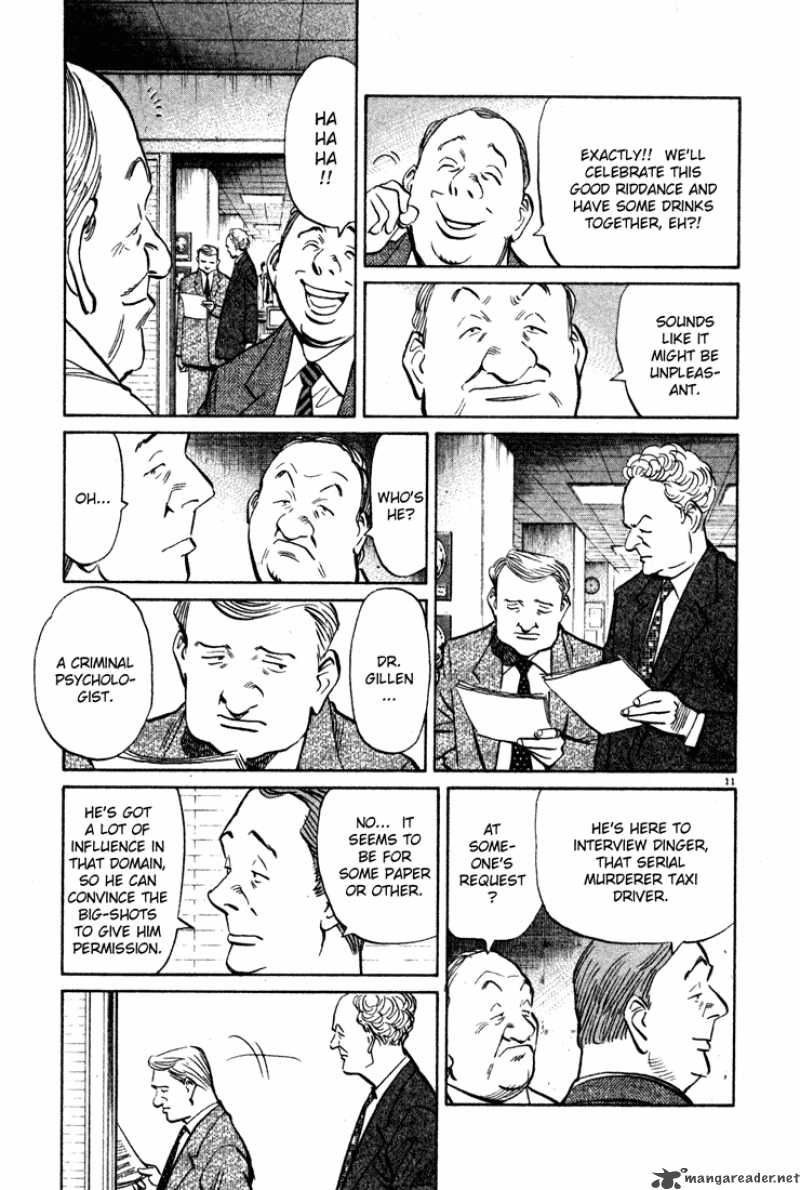 EXACTLY!! WE'LL
CELEBRATE THIS
GOOD RIDDANCE AND
HAVE SOME DRINKS
TOGETHER, EH?!
SOUNDS
LIKE IT
MIGHT BE
UNPLEAS-
ANT.
HA
HA
HA
!!
WHO'S
HE?
OH...
DR.
GILLEN
...
A CRIMINAL
PSYCHOLO-
GIST.
11
HE'S HERE TO
INTERVIEW DINGER,
THAT SERIAL
MURDERER TAXI
DRIVER.
AT
SOME-
ONE'S
REQUEST
?
NO... IT
SEEMS TO
BE FOR
SOME PAPER
OR OTHER.
HE'S GOT
A LOT OF
INFLUENCE IN
THAT DOMAIN,
SO HE CAN
CONVINCE THE
BIG-SHOTS
TO GIVE HIM
PERMISSION.
mangareader.net